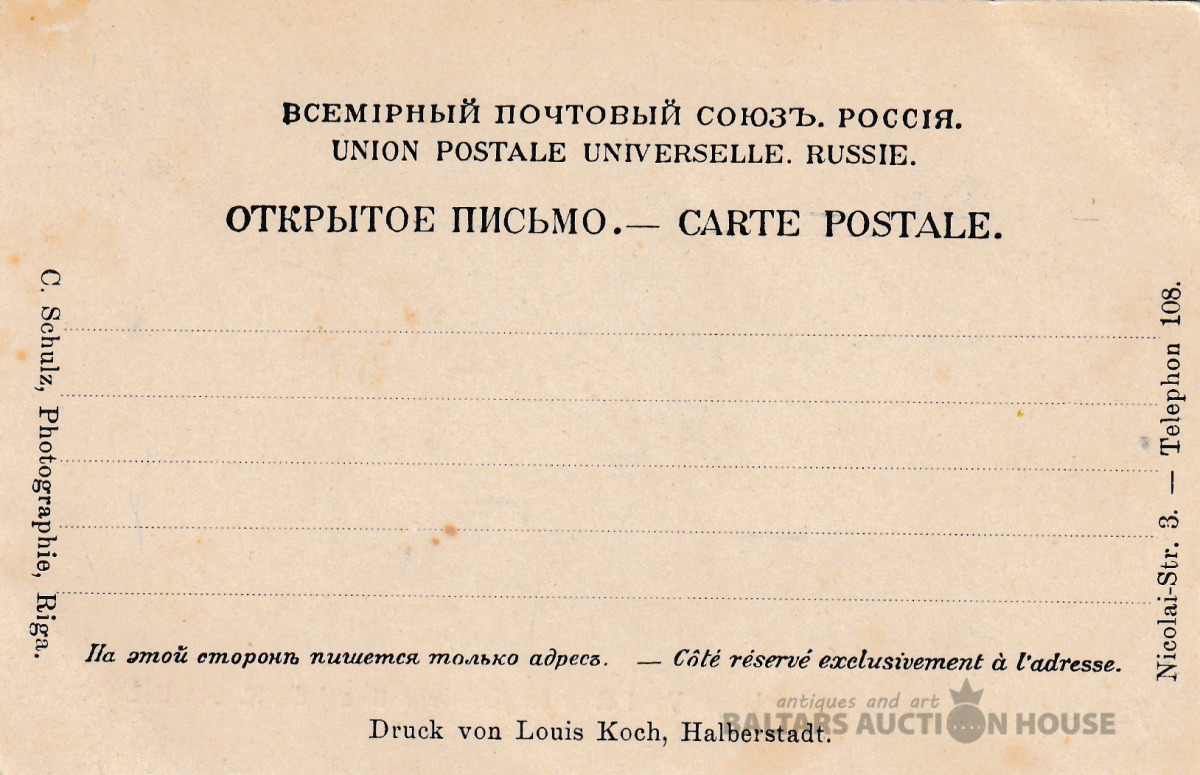 ВСЕМІРНЫЙ ПОЧТОВЫЙ СОЮЗЪ. РОССІЯ.
UNION POSTALE UNIVERSELLE. RUSSIE.
ОТКРЫТОЕ ПИСЬМО.— CARTE POSTALE.
C. Schulz, Photographie, Riga.
Nicolai-Str. 3. — Telephon 108.
На этой сторонѣ пишется только адресъ. — Côté réservé exclusivement à l'adresse.
Druck von Louis Koch, Halberstadt.
antiques and art
BALTARS AUCTION HOUSE